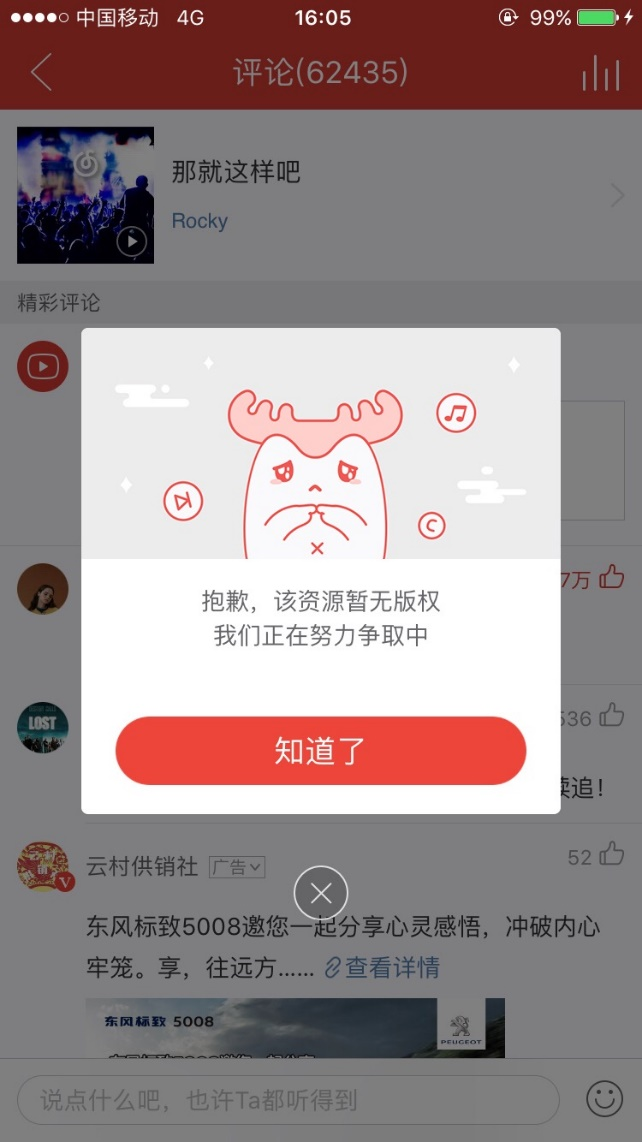 中国移动 4G 16:05 99%
评论(62435)
那就这样吧
Rocky
精彩评论
抱歉，该资源暂无版权
我们正在努力争取中
7万
知道了
LOST
536
续追！
云村供销社 广告 52
东风标致5008邀您一起分享心灵感悟，冲破内心
牢笼。享，往远方...... 查看详情
东风标致 5008
PEUGEOT
说点什么吧，也许Ta都听得到